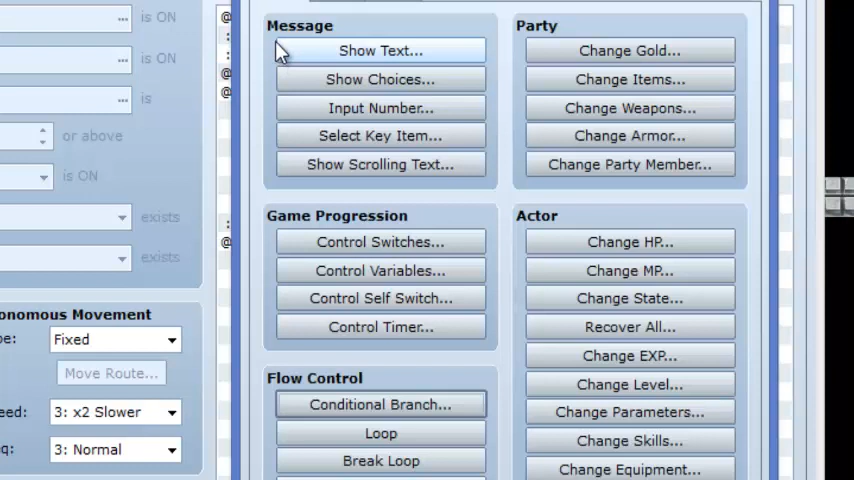 ... is ON
... is ON
... is
or above
is ON
exists
exists
onomous Movement
pe: Fixed
Move Route...
eed: 3: x2 Slower
q: 3: Normal
Message
Show Text...
Show Choices...
Input Number...
Select Key Item...
Show Scrolling Text...
Game Progression
Control Switches...
Control Variables...
Control Self Switch...
Control Timer...
Flow Control
Conditional Branch...
Loop
Break Loop
Party
Change Gold...
Change Items...
Change Weapons...
Change Armor...
Change Party Member...
Actor
Change HP...
Change MP...
Change State...
Recover All...
Change EXP...
Change Level...
Change Parameters...
Change Skills...
Change Equipment...